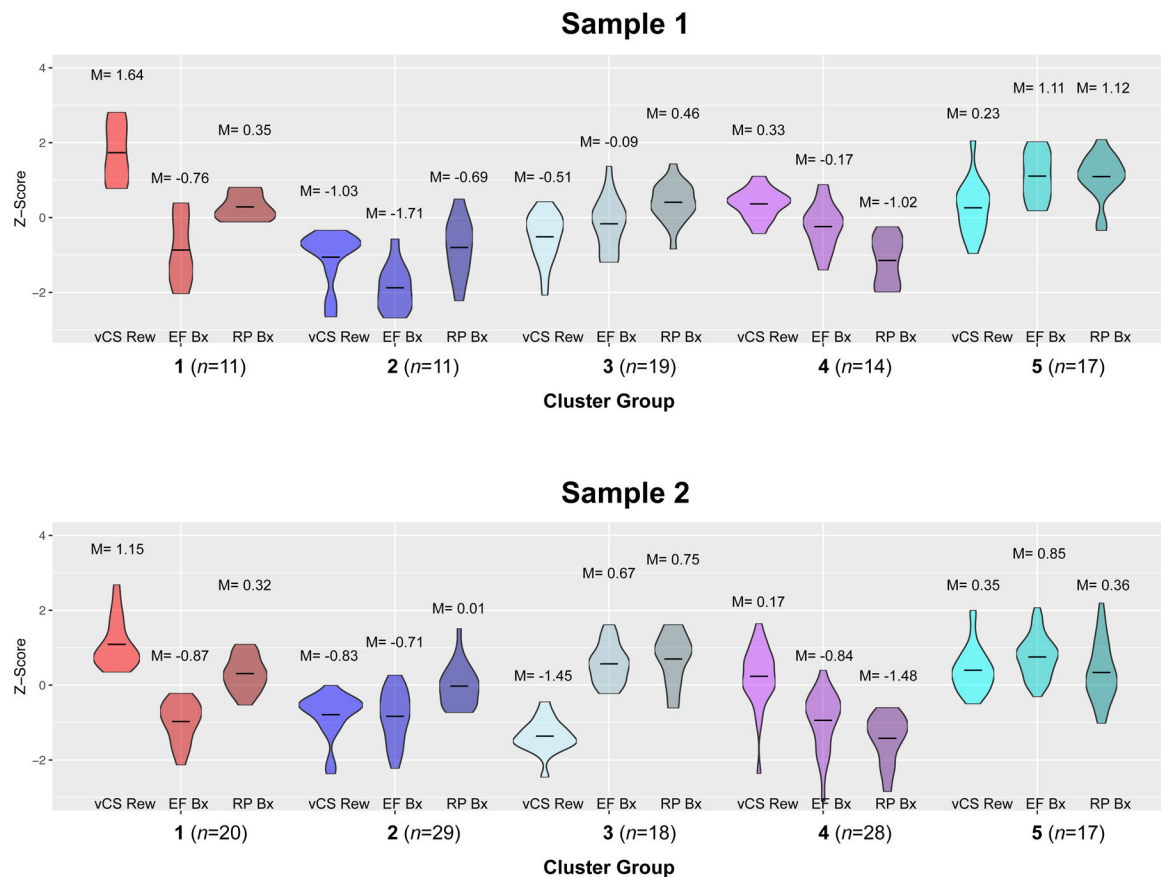 Sample 1
Z-Score
4
2
0
−2
M= 1.64
M= -0.76
M= 0.35
M= -1.03
M= -1.71
M= -0.69
M= -0.51
M= -0.09
M= 0.46
M= 0.33
M= -0.17
M= -1.02
M= 0.23
M= 1.11
M= 1.12
vCS Rew EF Bx RP Bx vCS Rew EF Bx RP Bx vCS Rew EF Bx RP Bx vCS Rew EF Bx RP Bx vCS Rew EF Bx RP Bx
1 (n=11) 2 (n=11) 3 (n=19) 4 (n=14) 5 (n=17)
Cluster Group
Sample 2
Z-Score
4
2
0
−2
M= 1.15
M= -0.87
M= 0.32
M= -0.83
M= -0.71
M= 0.01
M= -1.45
M= 0.67
M= 0.75
M= 0.17
M= -0.84
M= -1.48
M= 0.35
M= 0.85
M= 0.36
vCS Rew EF Bx RP Bx vCS Rew EF Bx RP Bx vCS Rew EF Bx RP Bx vCS Rew EF Bx RP Bx vCS Rew EF Bx RP Bx
1 (n=20) 2 (n=29) 3 (n=18) 4 (n=28) 5 (n=17)
Cluster Group